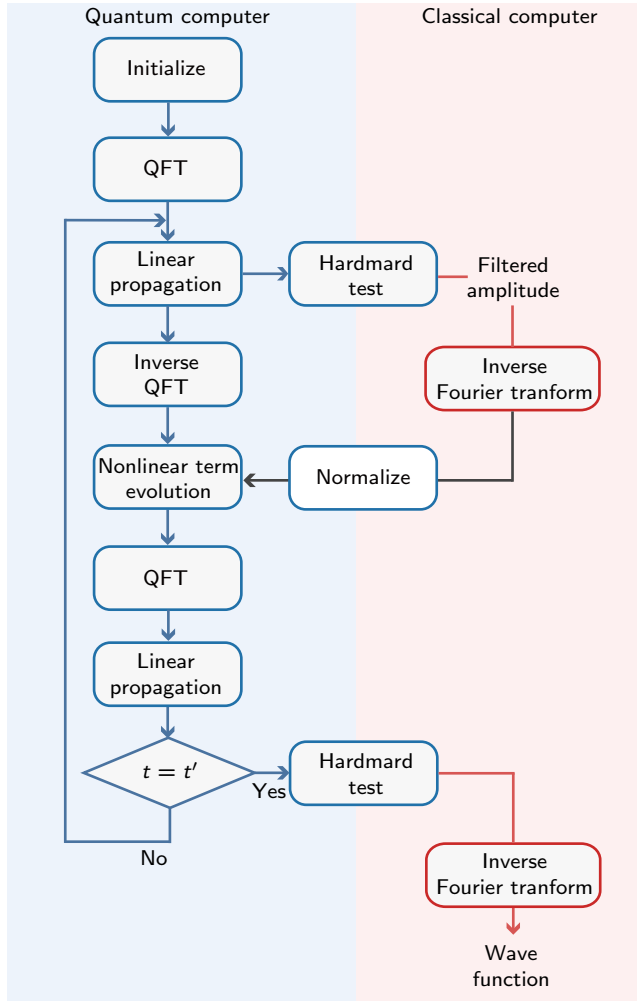 Quantum computer
Classical computer
Initialize
QFT
Linear
propagation
Hardmard
test
Filtered
amplitude
Inverse
QFT
Inverse
Fourier tranform
Nonlinear term
evolution
Normalize
QFT
Linear
propagation
t = t′
Yes
Hardmard
test
No
Inverse
Fourier tranform
Wave
function